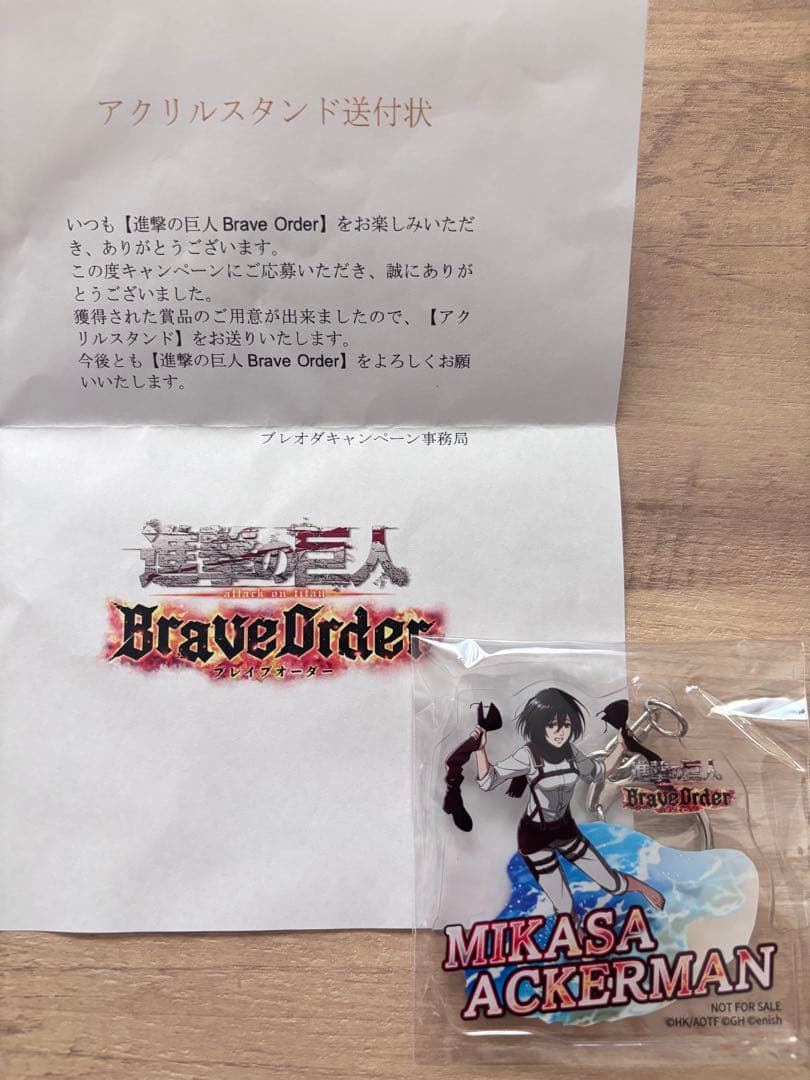 アクリルスタンド送付状
いつも【進撃の巨人 Brave Order】をお楽しみいただ
き、ありがとうございます。
この度キャンペーンにご応募いただき、誠にありが
とうございました。
獲得された賞品のご用意が出来ましたので、【アク
リルスタンド】をお送りいたします。
今後とも【進撃の巨人 Brave Order】をよろしくお願
いいたします。
ブレオダキャンペーン事務局
進撃の巨人
attack on titan
Brave Order
ブレイブオーダー
進撃の巨人
Brave Order
MIKASA
ACKERMAN
NOT FOR SALE
©HK/AOTF ©GH ©enish